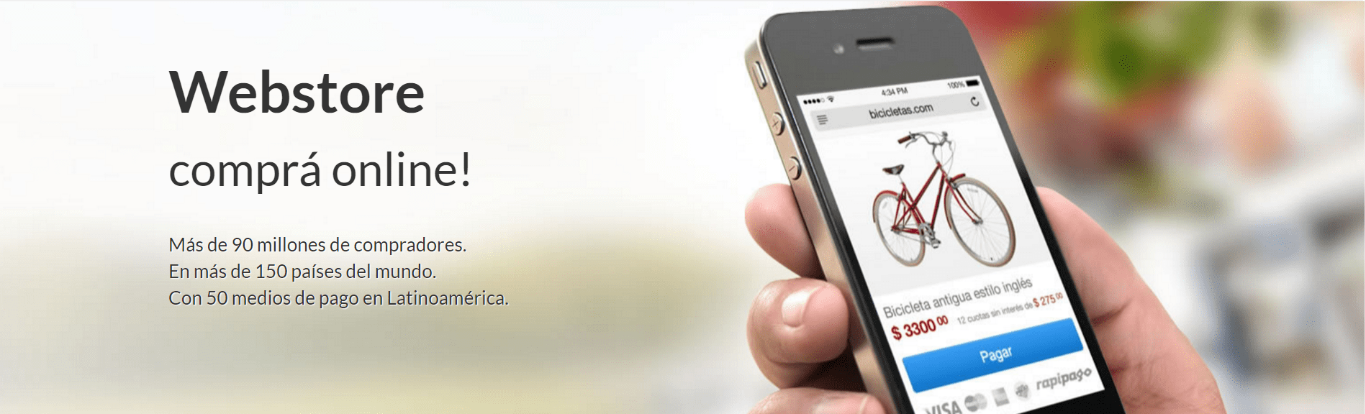 Webstore
comprá online!
Más de 90 millones de compradores.
En más de 150 países del mundo.
Con 50 medios de pago en Latinoamérica.
4:34 PM
100%
bicicletas.com
Bicicleta antigua estilo inglés
$ 3300 00 12 cuotas sin interés de $ 275 00
Pagar
VISA rapipago